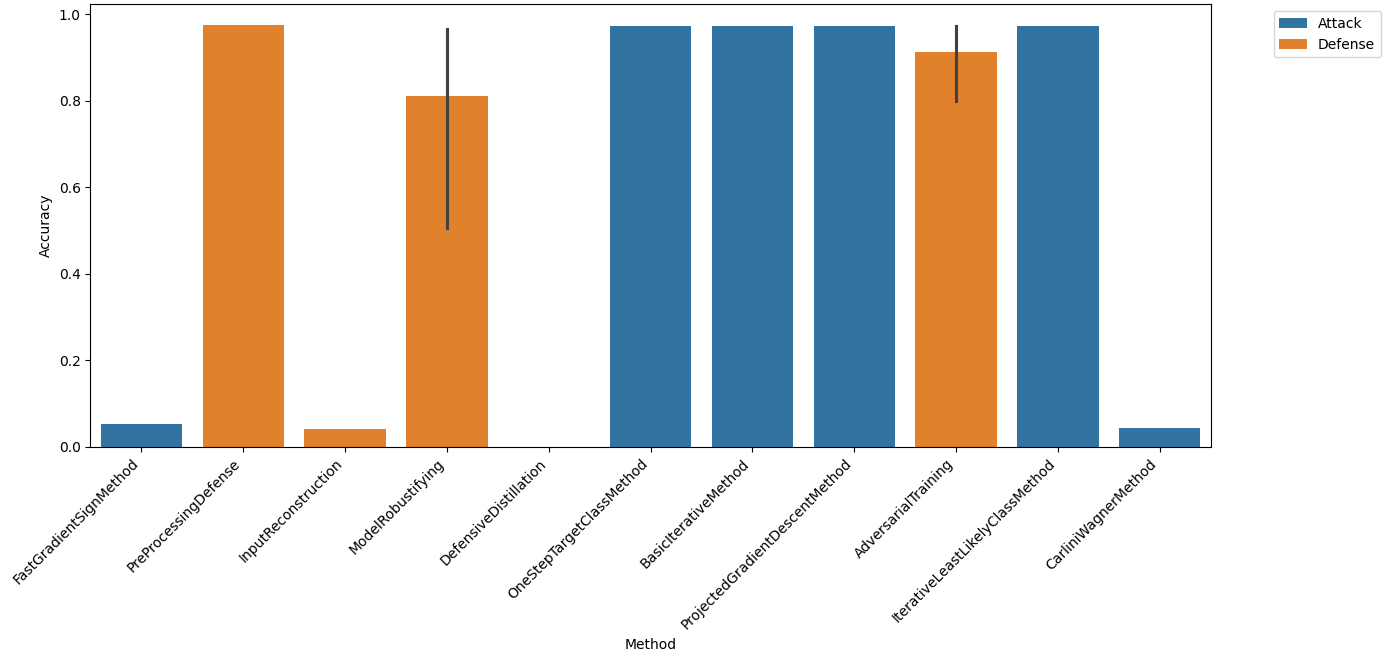 1.0
0.8
0.6
0.4
0.2
0.0
Accuracy
Attack
Defense
FastGradientSignMethod
PreProcessingDefense
InputReconstruction
ModelRobustifying
DefensiveDistillation
OneStepTargetClassMethod
BasicIterativeMethod
ProjectedGradientDescentMethod
AdversarialTraining
IterativeLeastLikelyClassMethod
CarliniWagnerMethod
Method